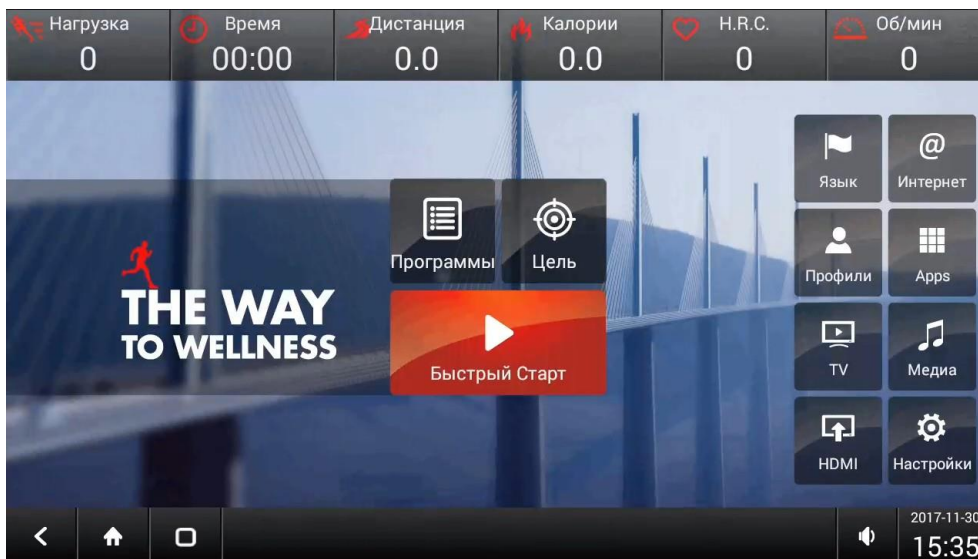 Нагрузка
0
Время
00:00
Дистанция
0.0
Калории
0.0
H.R.C.
0
Об/мин
0
Язык
@
Интернет
Программы
Цель
Профили
Apps
THE WAY
TO WELLNESS
Быстрый Старт
TV
Медиа
HDMI
Настройки
2017-11-30
15:35